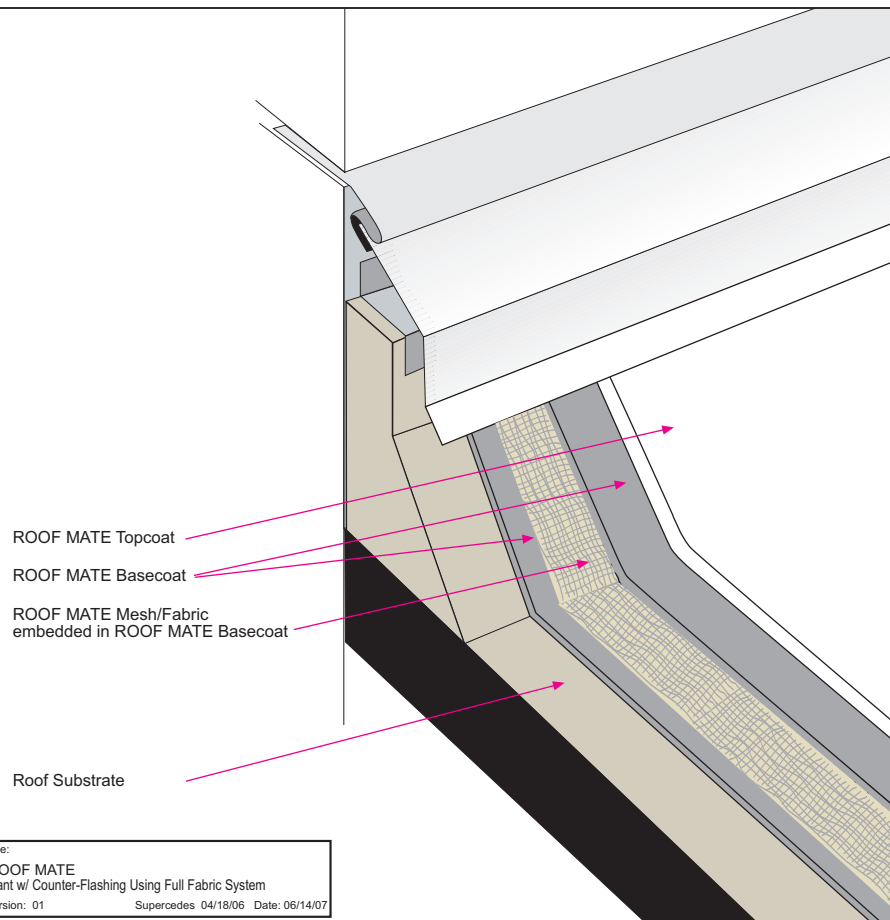 ROOF MATE Topcoat
ROOF MATE Basecoat
ROOF MATE Mesh/Fabric
embedded in ROOF MATE Basecoat
Roof Substrate
e:
OOF MATE
ant w/ Counter-Flashing Using Full Fabric System
rsion: 01 Supercedes 04/18/06 Date: 06/14/07